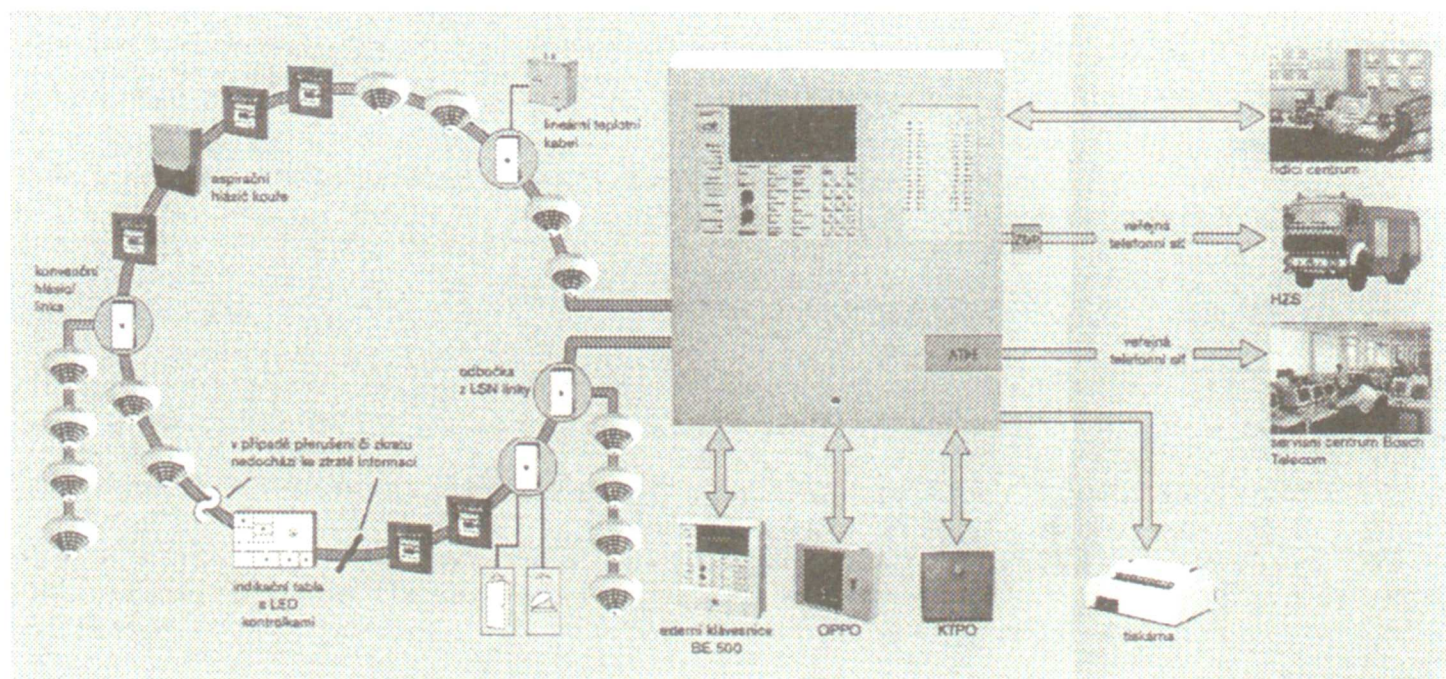 lineární teplotní
kabel
aspirační
hlásič kouře
konvenční
hlásicí
linka
odbočka
z LSN linky
v případě přerušení či zkratu
nedochází ke ztrátě informací
indikační tabla
s LED
kontrolkami
externí klávesnice
BE 500
OPPO
KTPO
tiskárna
řídicí centrum
veřejná
telefonní síť
HZS
veřejná
telefonní síť
servisní centrum Bosch
Telecom